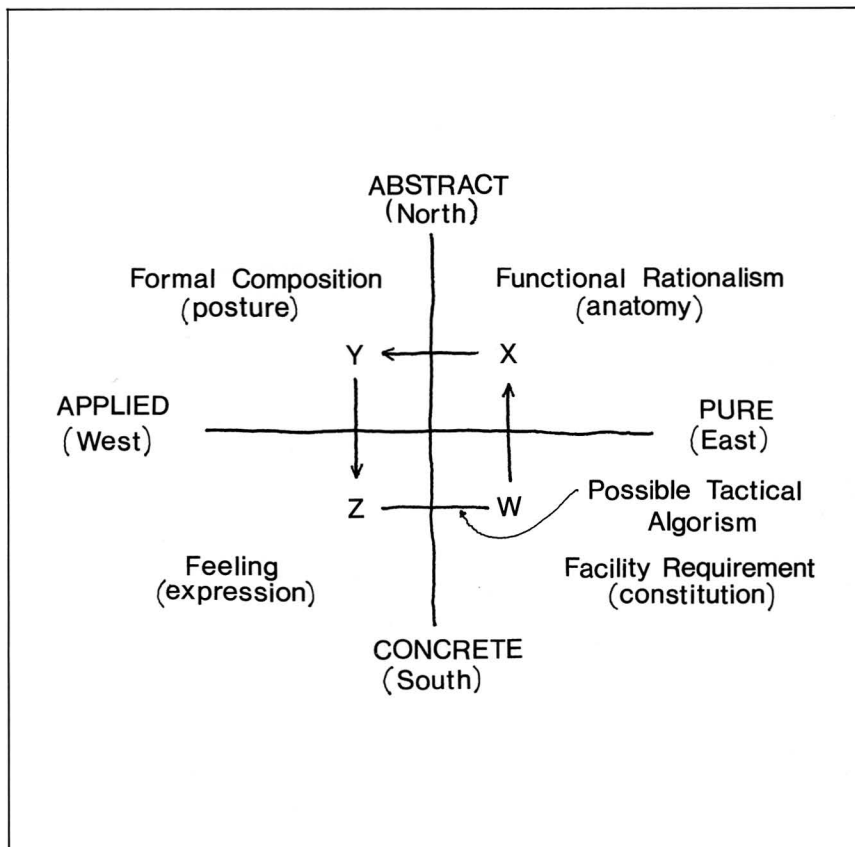 ABSTRACT
(North)
Formal Composition
(posture)
Functional Rationalism
(anatomy)
Y
X
APPLIED
(West)
PURE
(East)
Z
W
Possible Tactical
Algorism
Feeling
(expression)
Facility Requirement
(constitution)
CONCRETE
(South)